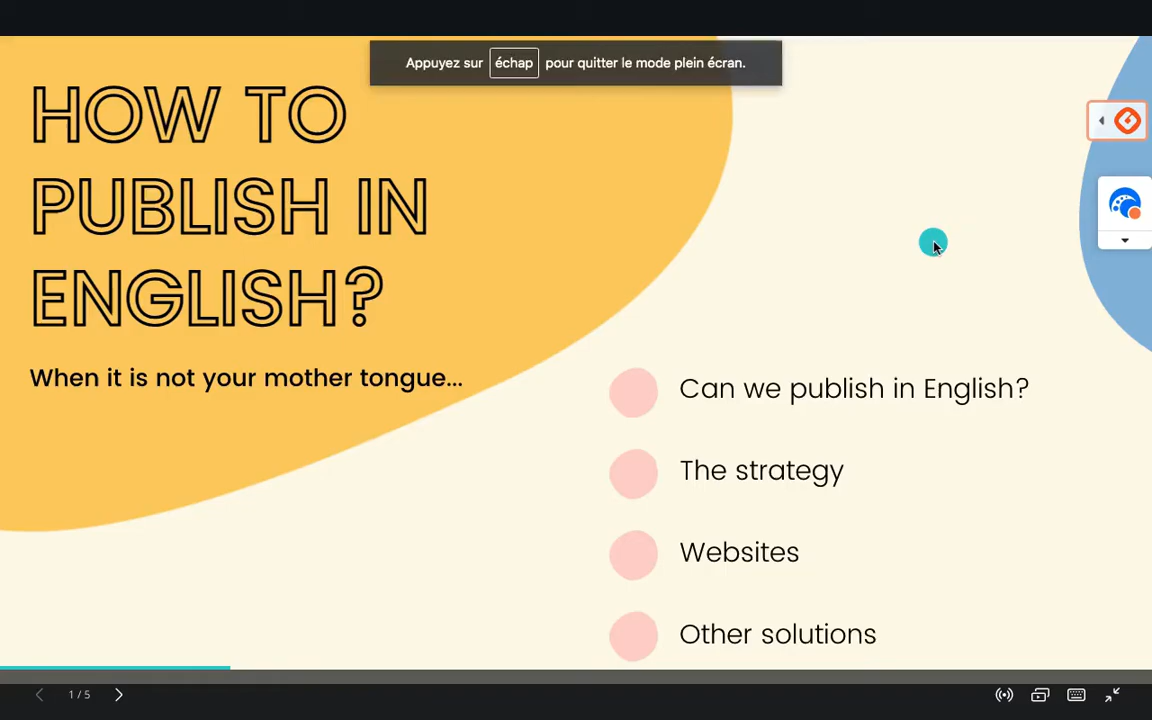 Appuyez sur échap pour quitter le mode plein écran.
HOW TO
PUBLISH IN
ENGLISH?
When it is not your mother tongue...
Can we publish in English?
The strategy
Websites
Other solutions
1 / 5